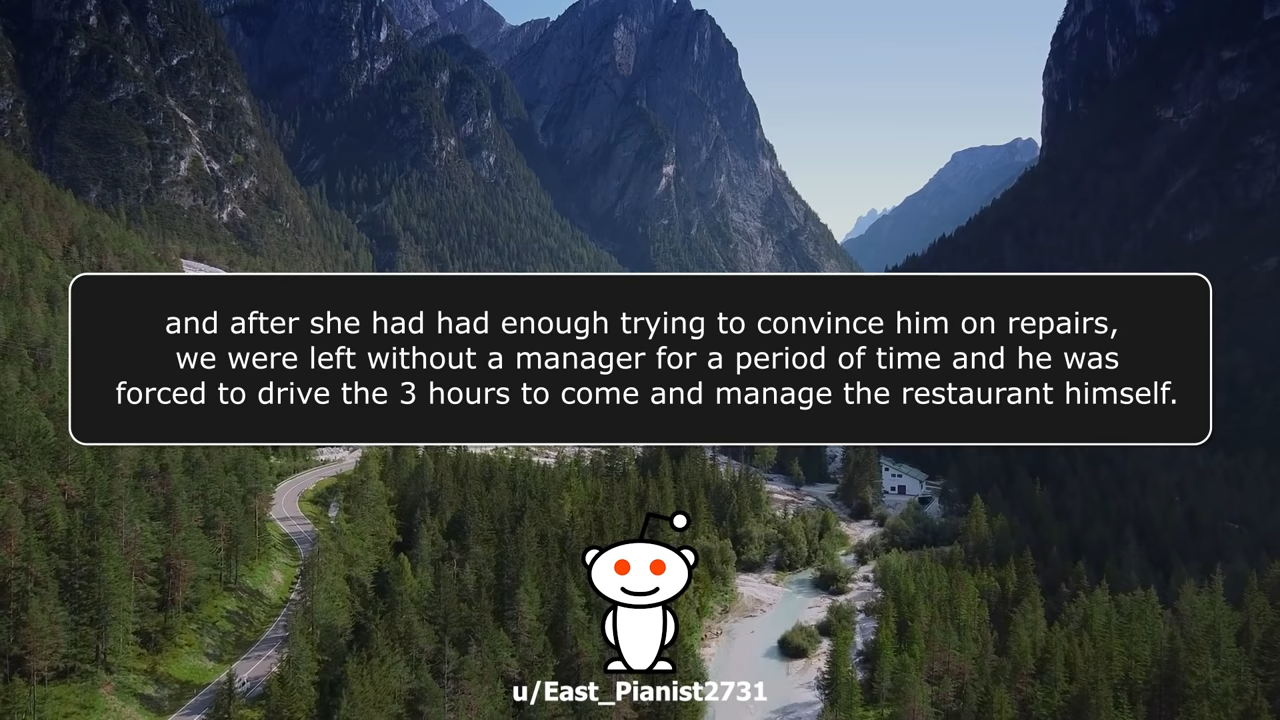 and after she had had enough trying to convince him on repairs,
we were left without a manager for a period of time and he was
forced to drive the 3 hours to come and manage the restaurant himself.
u/East_Pianist2731